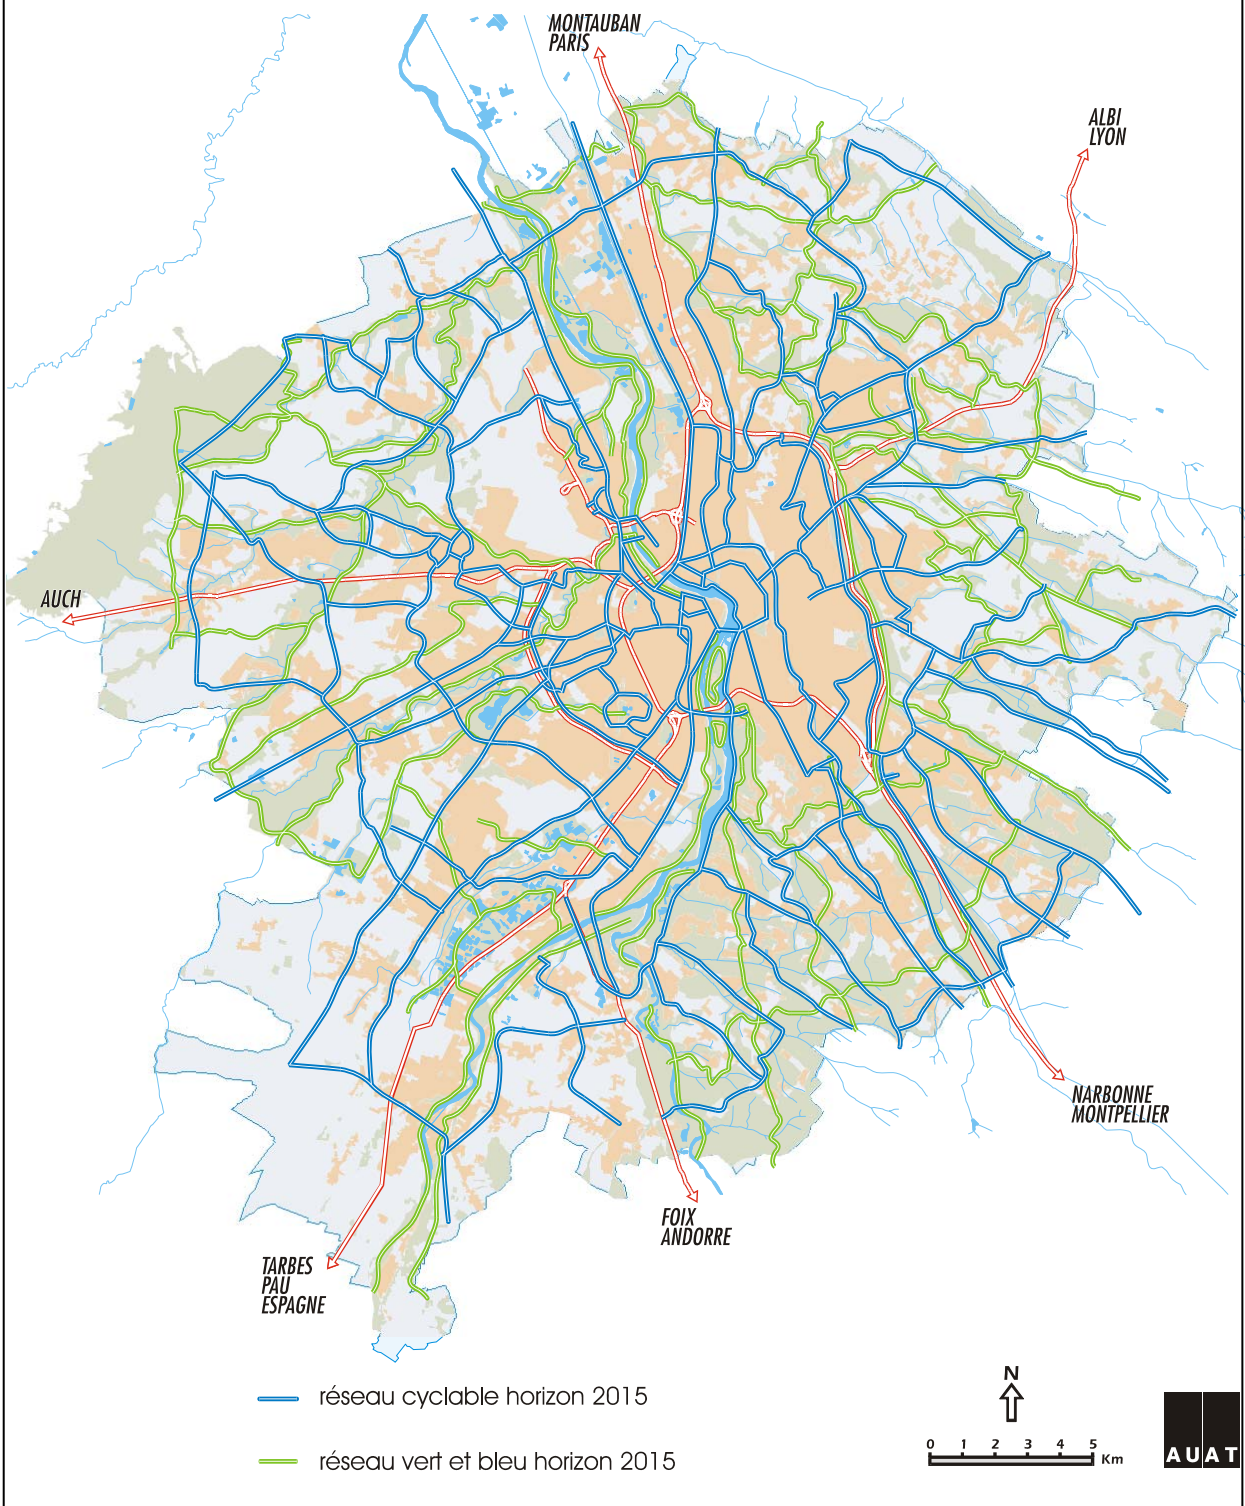 MONTAUBAN
PARIS
ALBI
LYON
AUCH
NARBONNE
MONTPELLIER
FOIX
ANDORRE
TARBES
PAU
ESPAGNE
réseau cyclable horizon 2015
réseau vert et bleu horizon 2015
N
0 1 2 3 4 5
Km
AUAT